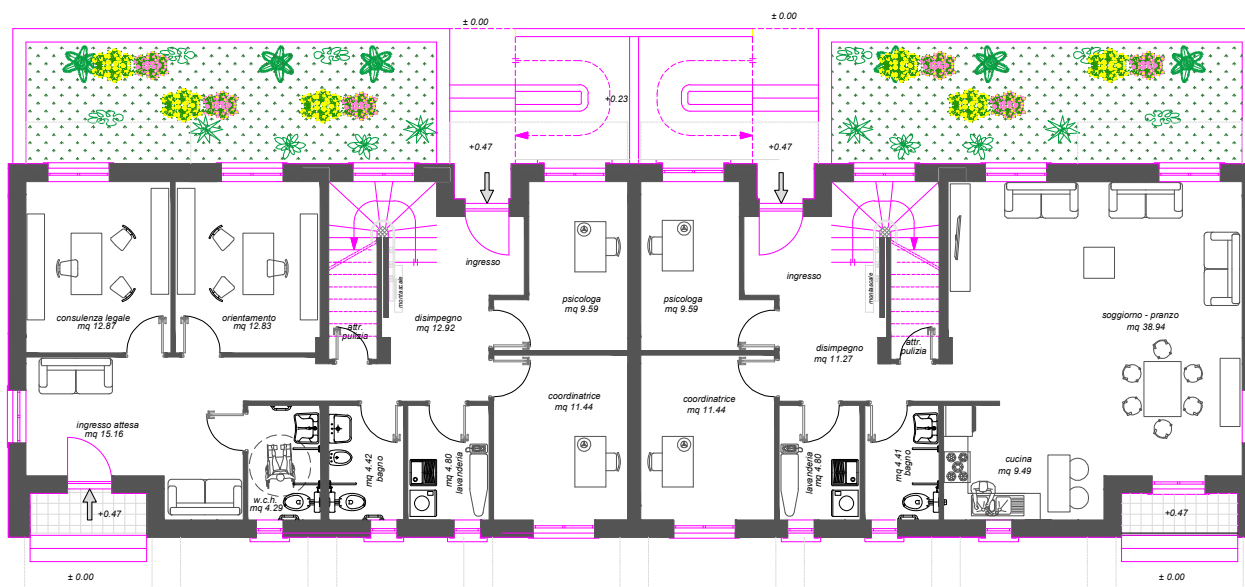 ± 0.00
± 0.00
+0.23
+0.47
+0.47
ingresso
montascale
consulenza legale
mq 12.87
orientamento
mq 12.83
attr.
pulizia
disimpegno
mq 12.92
psicologa
mq 9.59
psicologa
mq 9.59
ingresso
montascale
disimpegno
mq 11.27
attr.
pulizia
soggiorno - pranzo
mq 38.94
ingresso attesa
mq 15.16
coordinatrice
mq 11.44
coordinatrice
mq 11.44
w.c.h.
mq 4.29
mq 4.42
bagno
mq 4.80
lavanderia
lavanderia
mq 4.80
mq 4.41
bagno
cucina
mq 9.49
+0.47
+0.47
± 0.00
± 0.00